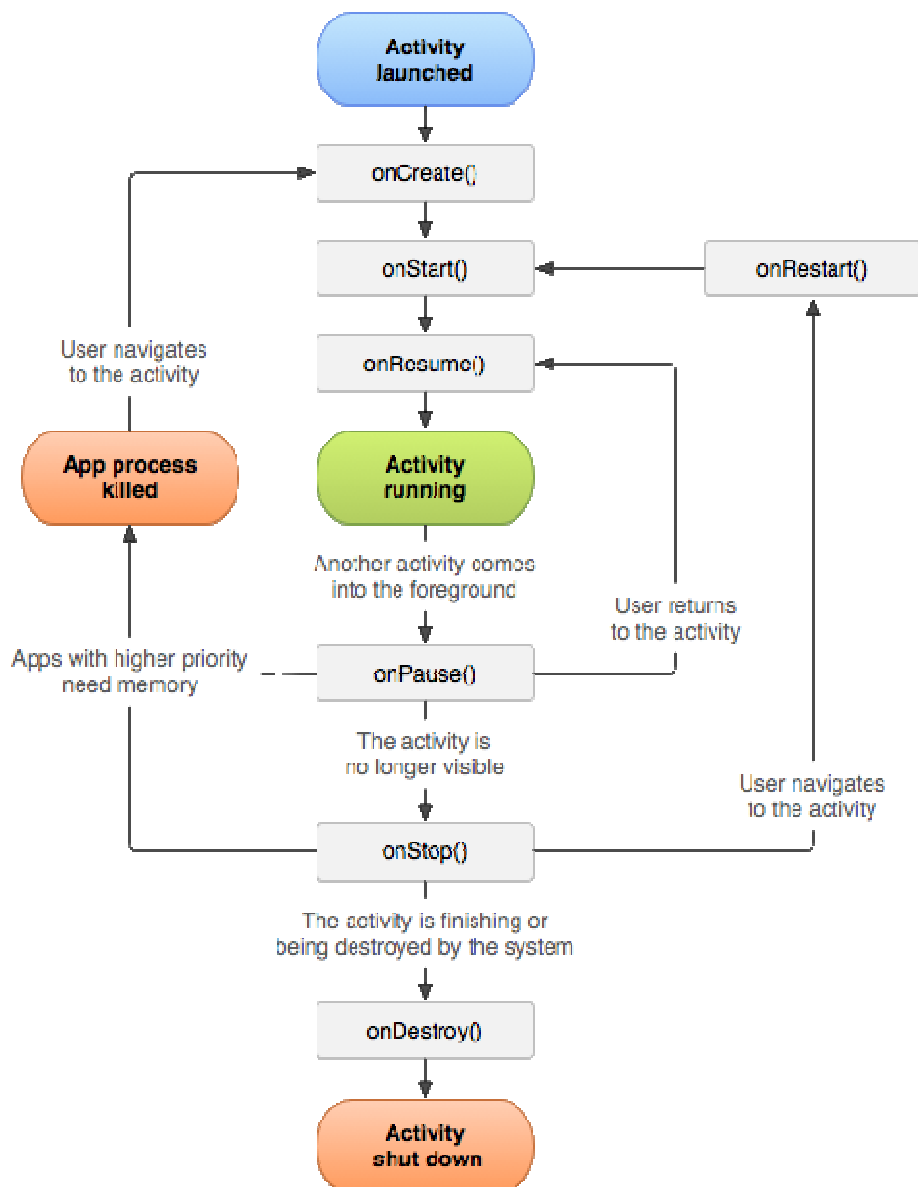 Activity
launched
onCreate()
onStart()
onRestart()
User navigates
to the activity
onResume()
App process
killed
Activity
running
Another activity comes
into the foreground
User returns
to the activity
Apps with higher priority
need memory
onPause()
The activity is
no longer visible
User navigates
to the activity
onStop()
The activity is finishing or
being destroyed by the system
onDestroy()
Activity
shut down